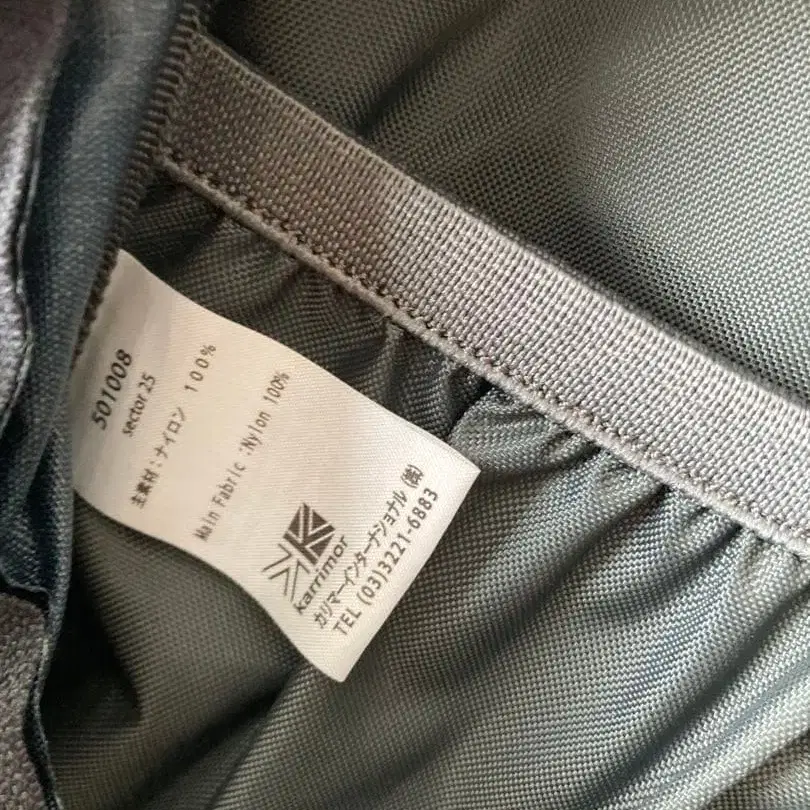 501008
sector 25
主素材:ナイロン 100%
Main Fabric :Nylon 100%
karrimor
カリマーインターナショナル(株)
TEL (03)3221-6883